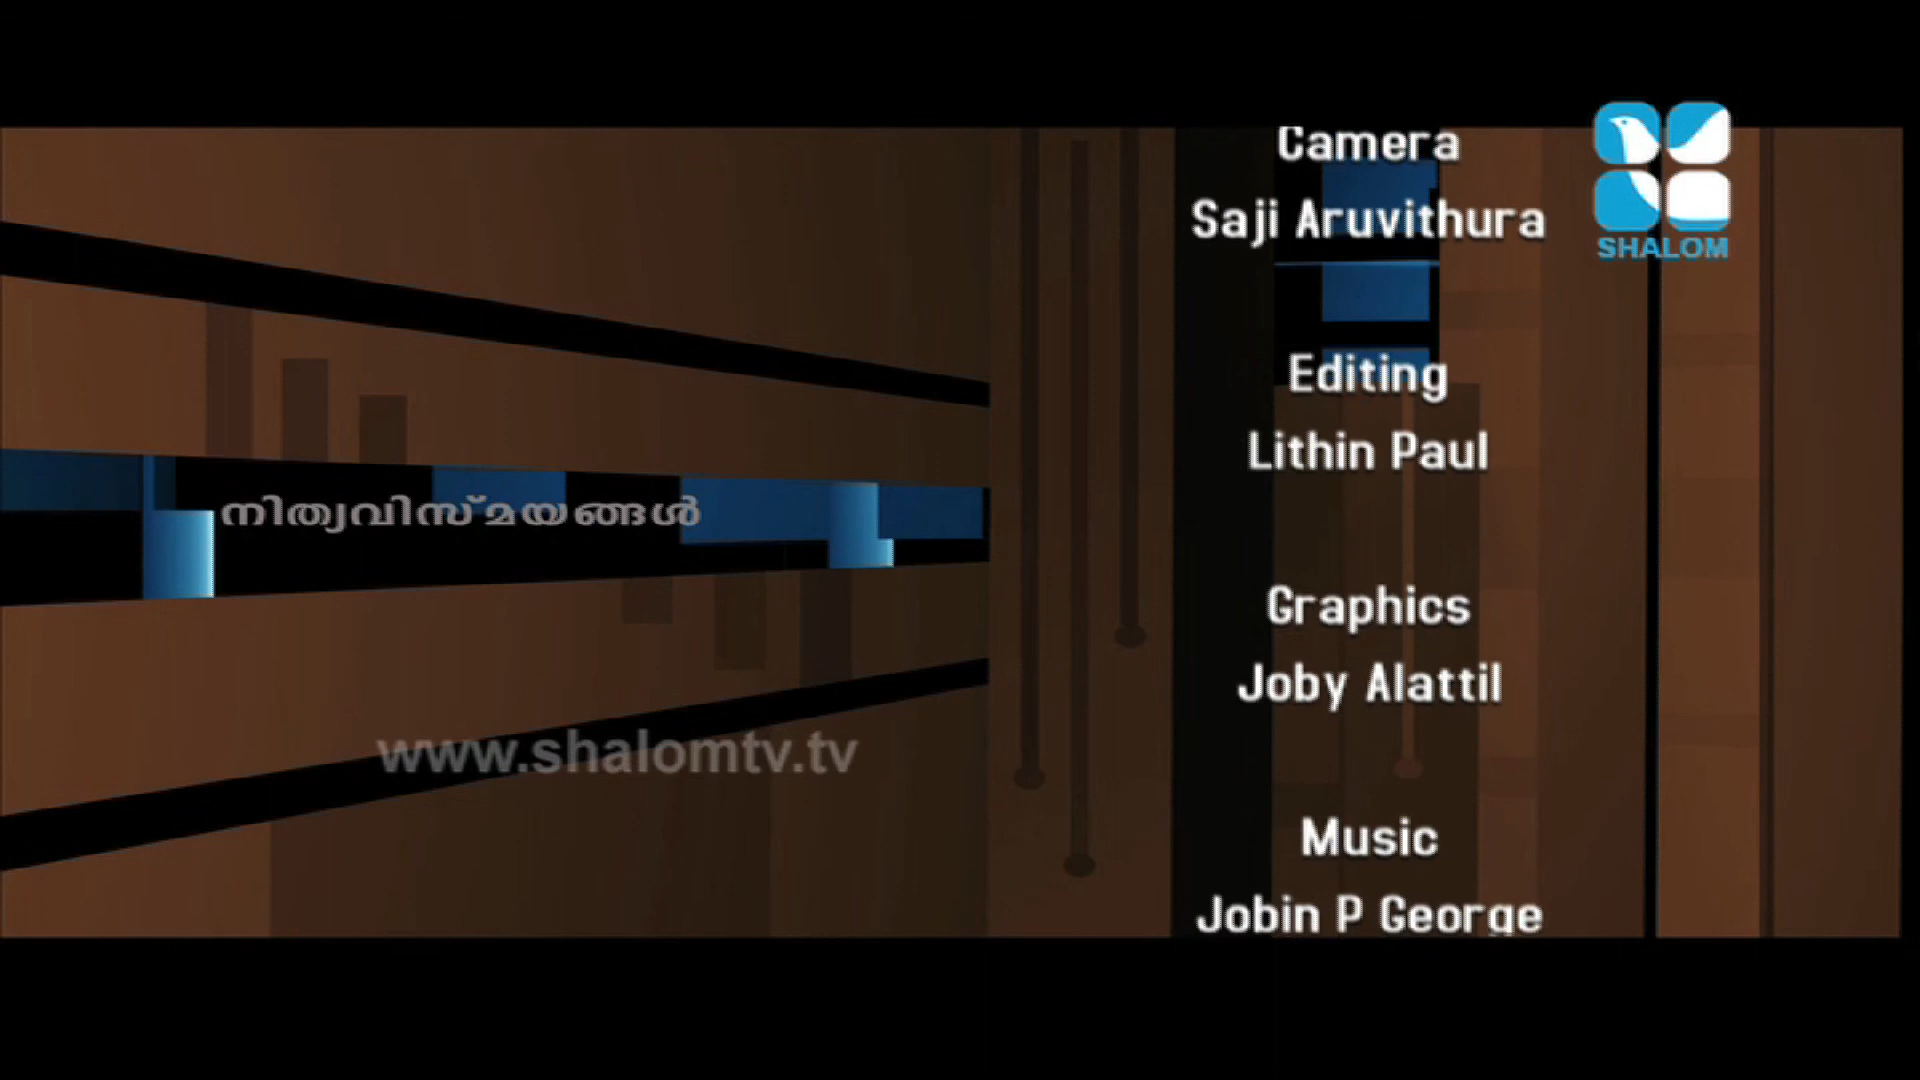 Camera
Saji Aruvithura
SHALOM
Editing
Lithin Paul
നിത്യവിസ്മയങ്ങൾ
Graphics
Joby Alattil
www.shalomtv.tv
Music
Jobin P George